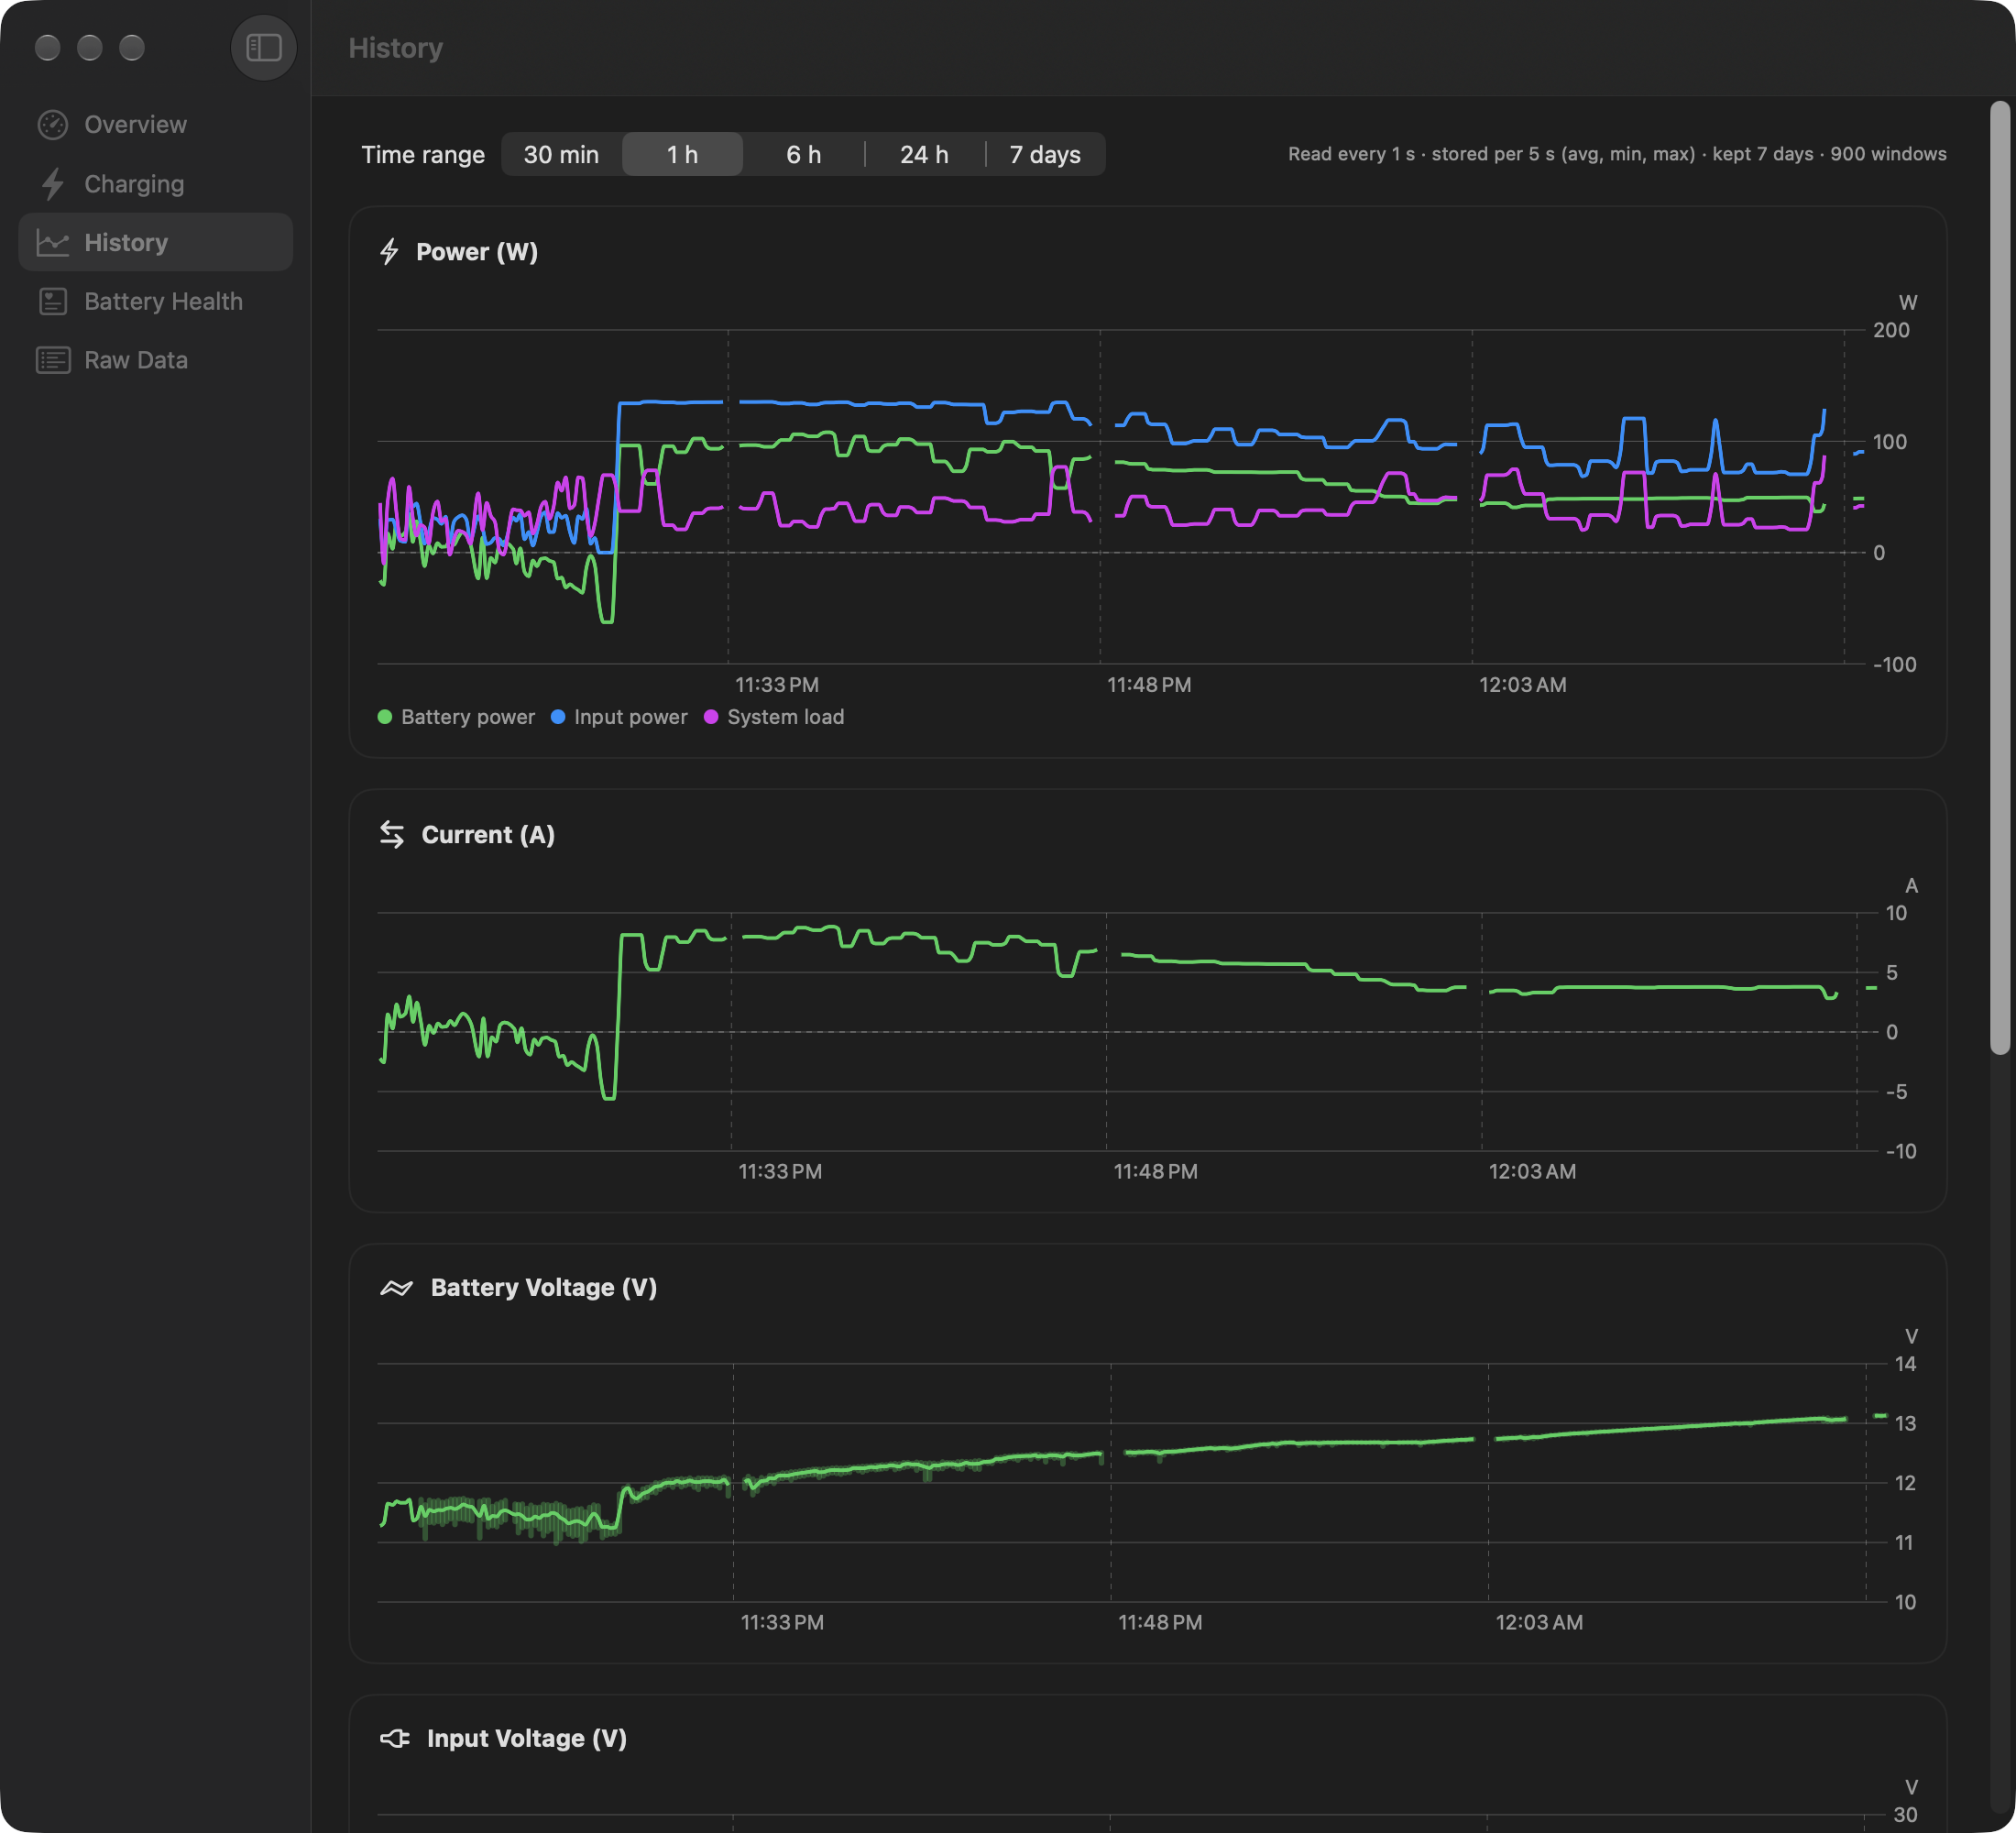 History
Overview
Charging
History
Battery Health
Raw Data
Time range 30 min 1 h 6 h 24 h 7 days
Read every 1 s · stored per 5 s (avg, min, max) · kept 7 days · 900 windows
Power (W)
W
200
100
0
-100
11:33 PM 11:48 PM 12:03 AM
Battery power Input power System load
Current (A)
A
10
5
0
-5
-10
11:33 PM 11:48 PM 12:03 AM
Battery Voltage (V)
V
14
13
12
11
10
11:33 PM 11:48 PM 12:03 AM
Input Voltage (V)
V
30